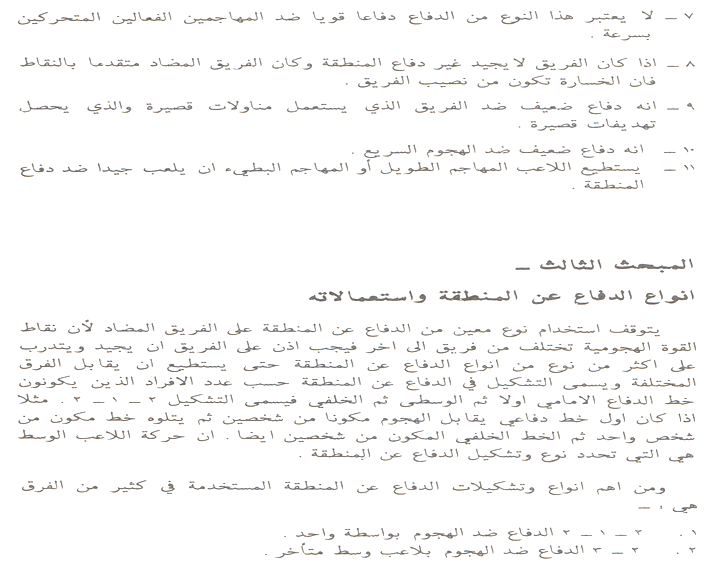 ٧ – لا يعتبر هذا النوع من الدفاع دفاعا قويا ضد المهاجمين الفعالين المتحركين
بسرعة .
٨ – اذا كان الفريق لا يجيد غير دفاع المنطقة وكان الفريق المضاد متقدما بالنقاط
فان الخسارة تكون من نصيب الفريق .
٩ – انه دفاع ضعيف ضد الفريق الذي يستعمل مناولات قصيرة والذي يحصل
تهديفات قصيرة .
١٠ – انه دفاع ضعيف ضد الهجوم السريع .
١١ – يستطيع اللاعب المهاجم الطويل أو المهاجم البطيء ان يلعب جيدا ضد دفاع
المنطقة .
المبحث الثالث –
انواع الدفاع عن المنطقة واستعمالاته
يتوقف استخدام نوع معين من الدفاع عن المنطقة على الفريق المضاد لأن نقاط
القوة الهجومية تختلف من فريق الى اخر فيجب اذن على الفريق ان يجيد ويتدرب
على اكثر من نوع من انواع الدفاع عن المنطقة حتى يستطيع ان يقابل الفرق
المختلفة ويسمى التشكيل في الدفاع عن المنطقة حسب عدد الافراد الذين يكونون
خط الدفاع الامامي اولا ثم الوسطى ثم الخلفي فيسمى التشكيل ٢ – ١ – ٢ . مثلا
اذا كان اول خط دفاعي يقابل الهجوم مكونا من شخصين ثم يتلوه خط مكون من
شخص واحد ثم الخط الخلفي المكون من شخصين ايضا . ان حركة اللاعب الوسط
هي التي تحدد نوع وتشكيل الدفاع عن المنطقة .
ومن اهم انواع وتشكيلات الدفاع عن المنطقة المستخدمة في كثير من الفرق
هي : –
١ . ٢ – ١ – ٢ الدفاع ضد الهجوم بواسطة واحد .
٢ . ٢ – ٣ الدفاع ضد الهجوم بلاعب وسط متأخر .